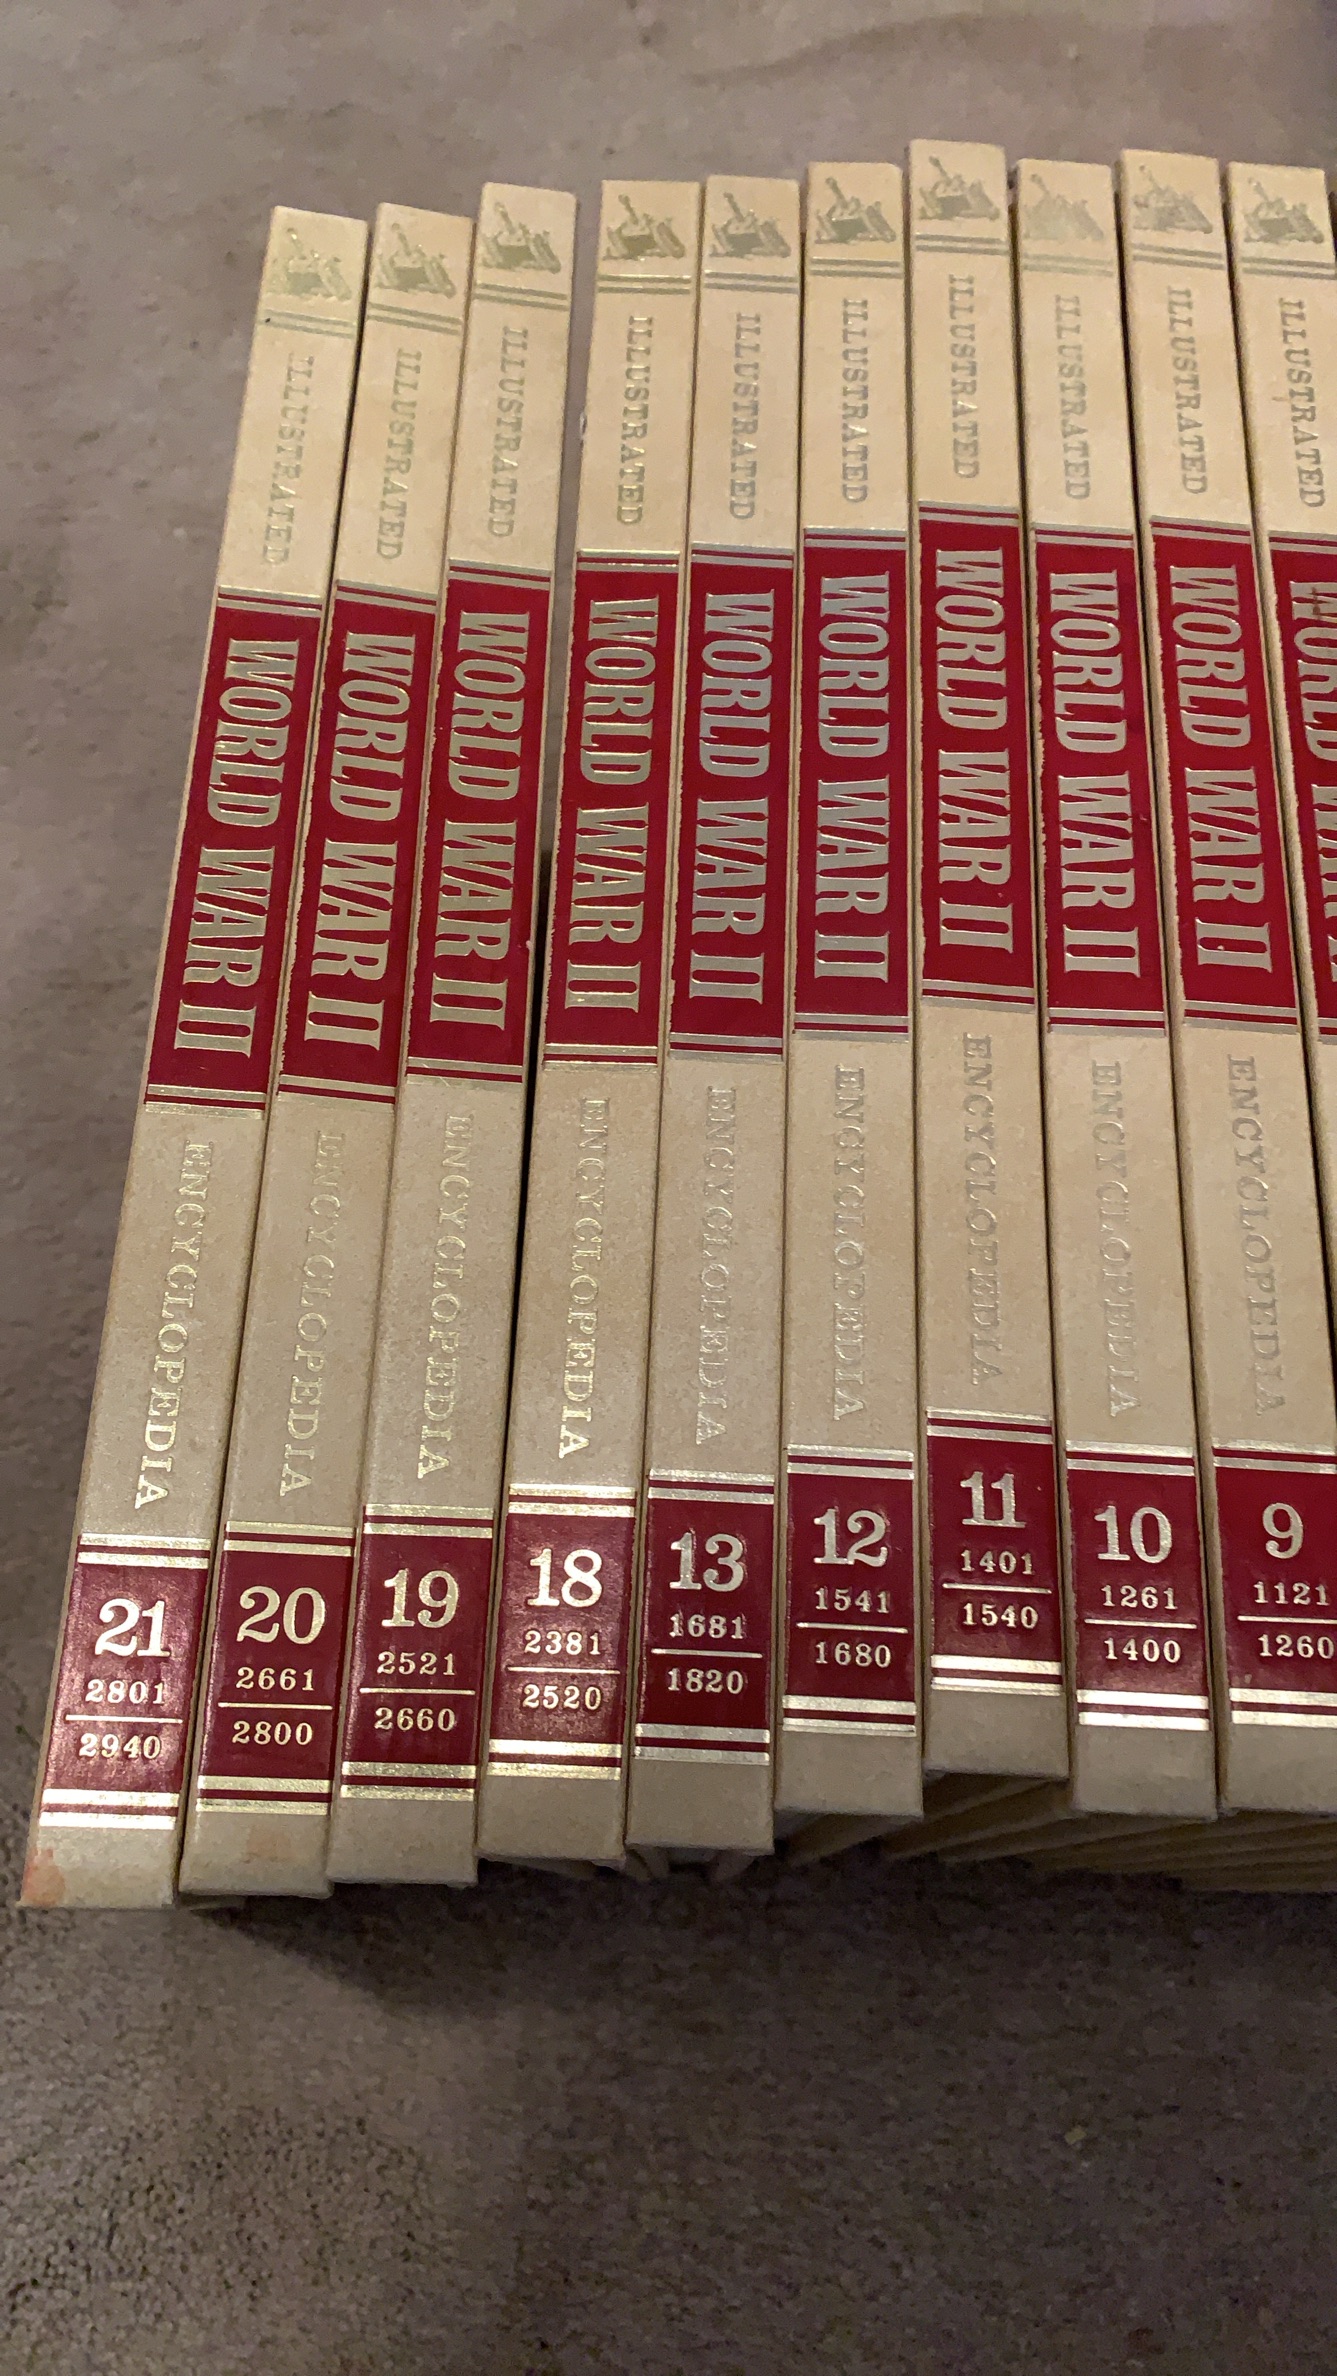 ILLUSTRATED
WORLD WAR II
ENCYCLOPEDIA
21
2801
2940
ILLUSTRATED
WORLD WAR II
ENCYCLOPEDIA
20
2661
2800
ILLUSTRATED
WORLD WAR II
ENCYCLOPEDIA
19
2521
2660
ILLUSTRATED
WORLD WAR II
ENCYCLOPEDIA
18
2381
2520
ILLUSTRATED
WORLD WAR II
ENCYCLOPEDIA
13
1681
1820
ILLUSTRATED
WORLD WAR II
ENCYCLOPEDIA
12
1541
1680
ILLUSTRATED
WORLD WAR II
ENCYCLOPEDIA
11
1401
1540
ILLUSTRATED
WORLD WAR II
ENCYCLOPEDIA
10
1261
1400
ILLUSTRATED
WORLD WAR II
ENCYCLOPEDIA
9
1121
1260
ILLUSTRATED
WORLD